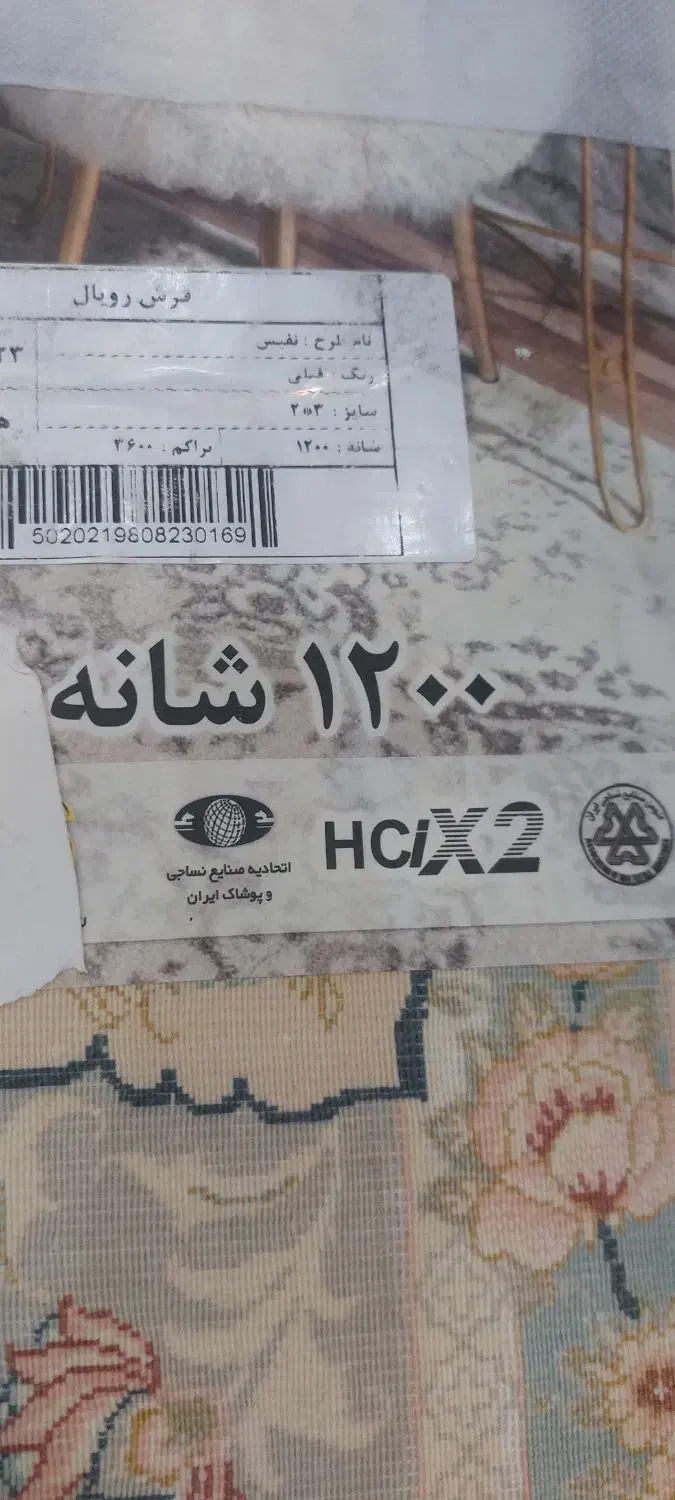 فرش رویال
نام طرح : نفیس
رنگ : فیلی
سایز : ۳*۲
شانه : ۱۲۰۰ تراکم : ۳۶۰۰
5020219808230169
۱۲۰۰ شانه
HCiX2
اتحادیه صنایع نساجی
و پوشاک ایران